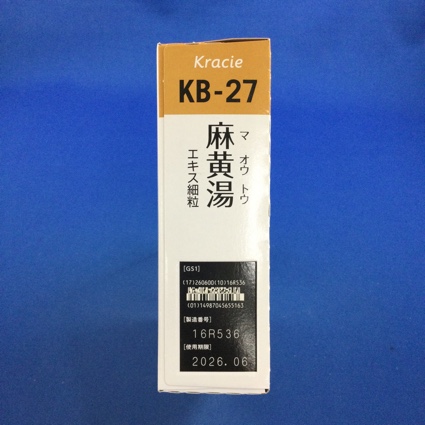 Kracie
KB-27
麻黄湯
マ オウ トウ
エキス細粒
[GS1]
(17)260600(10)16R536
(01)14987045655163
[製造番号]
16R536
[使用期限]
2026.06